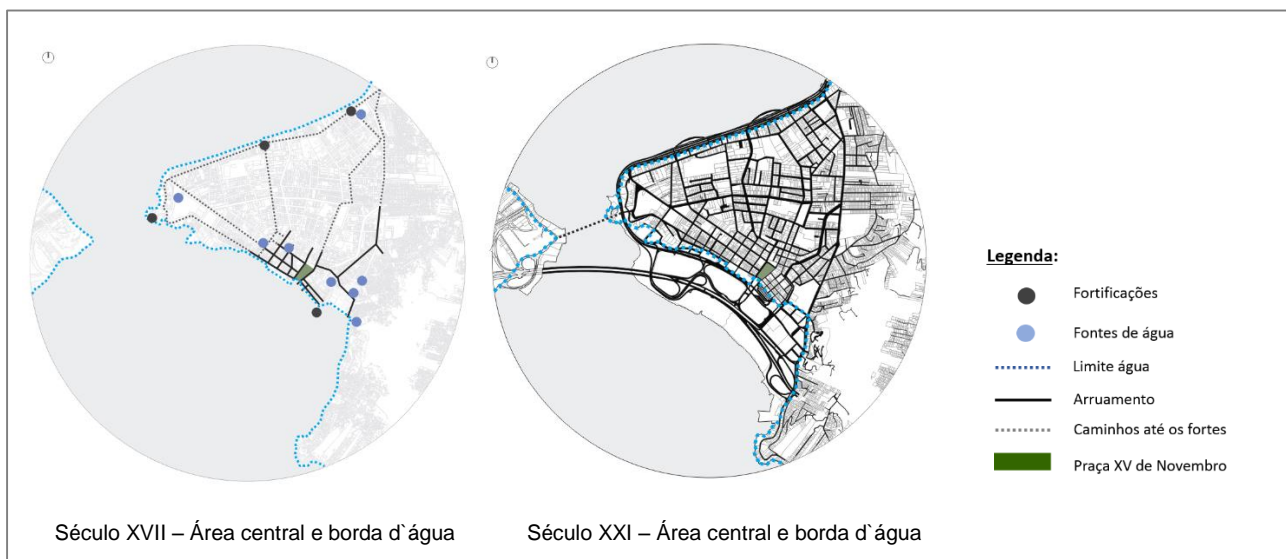 Legenda:
Fortificações
Fontes de água
Limite água
Arruamento
Caminhos até os fortes
Praça XV de Novembro
Século XVII – Área central e borda d`água
Século XXI – Área central e borda d`água